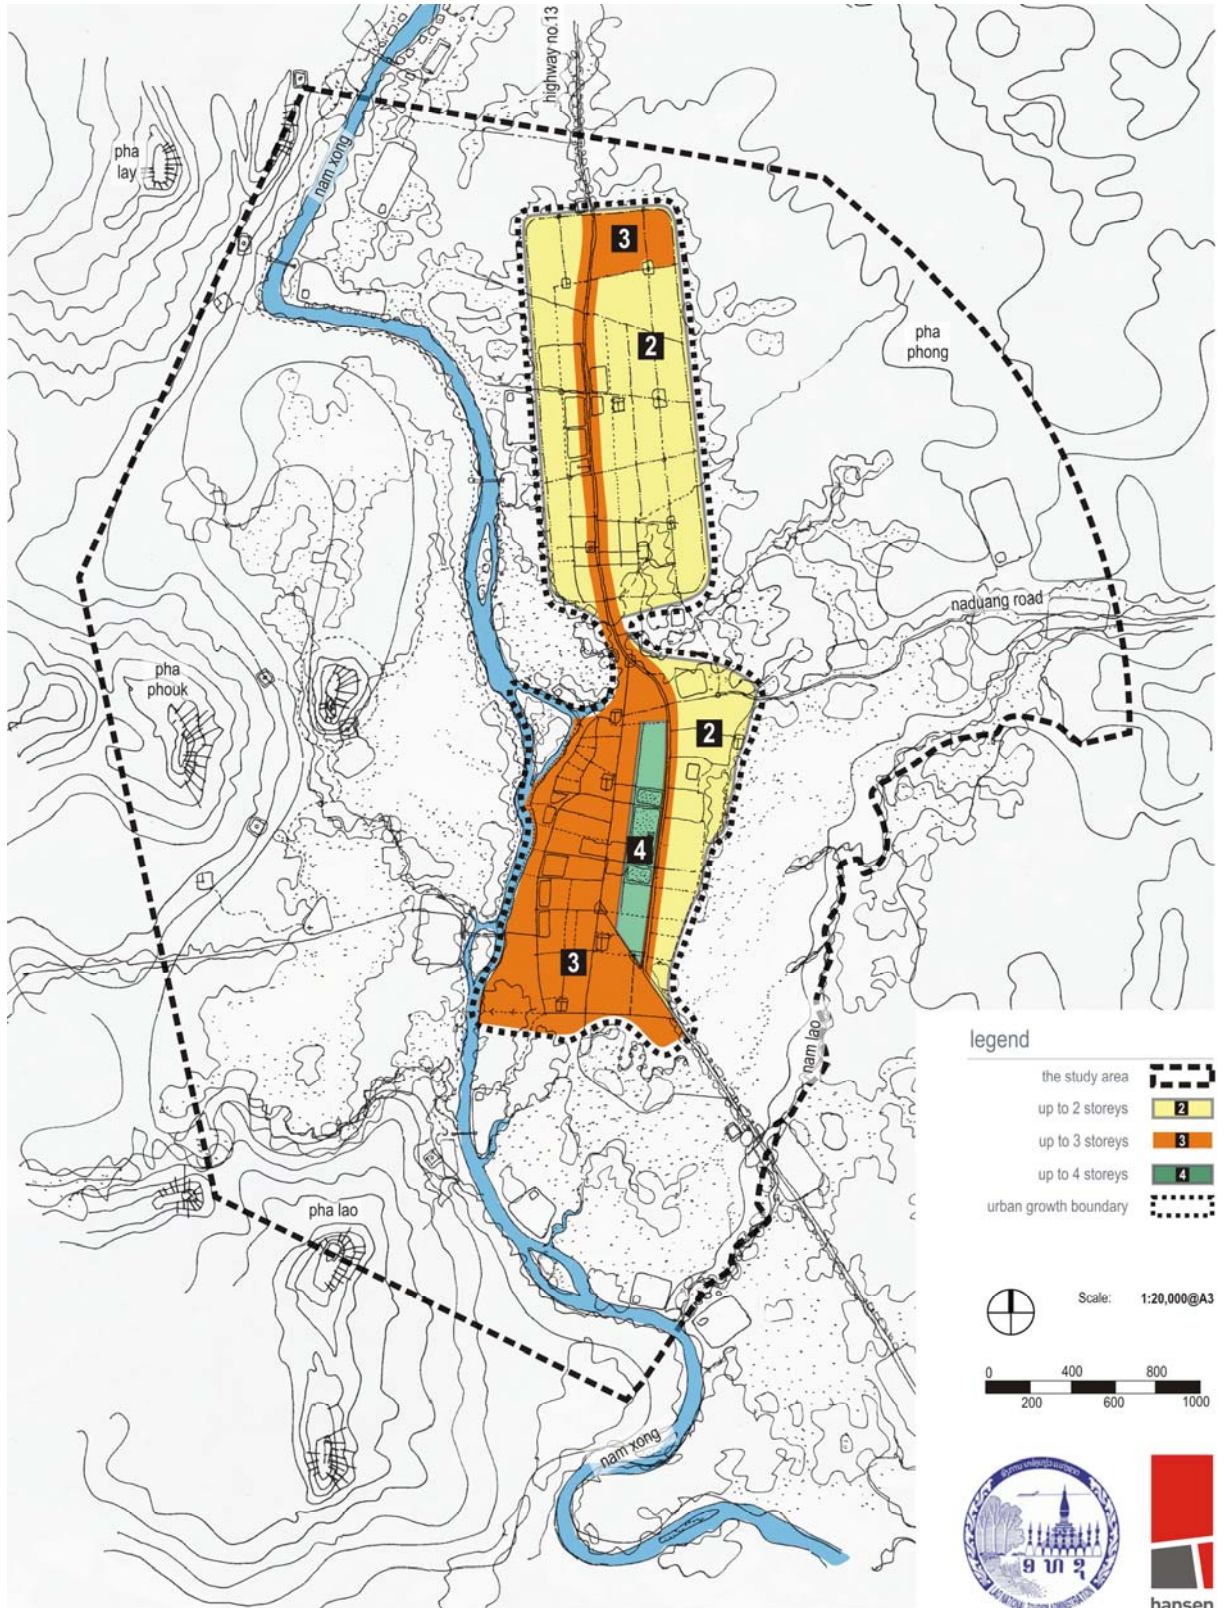 highway no.13
pha
lay
nam xong
3
2
pha
phong
naduang road
pha
phouk
2
4
3
nam lao
pha lao
nam xong
legend
the study area
up to 2 storeys
2
up to 3 storeys
3
up to 4 storeys
4
urban growth boundary
Scale: 1:20,000@A3
0 400 800
200 600 1000
hansen